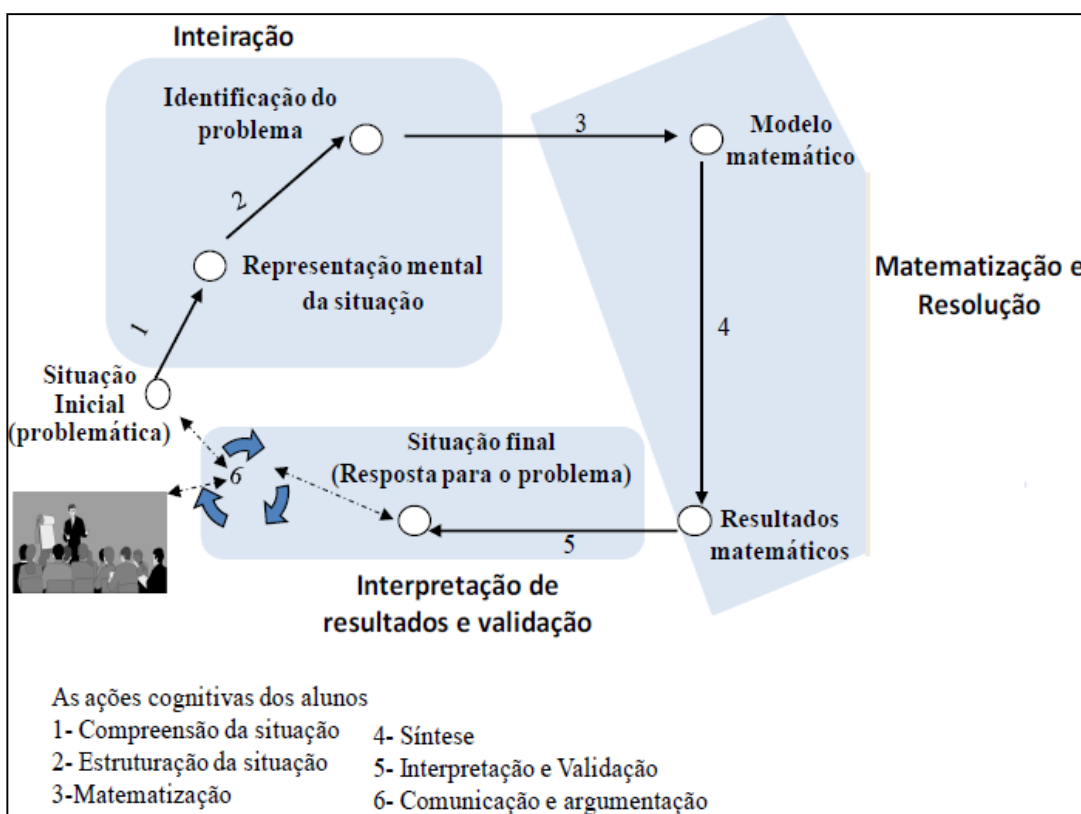 Inteiração
Identificação do
problema
3
Modelo
matemático
2
Representação mental
da situação
Matematização e
Resolução
1
4
Situação
Inicial
(problemática)
Situação final
(Resposta para o problema)
6
Resultados
matemáticos
5
Interpretação de
resultados e validação
As ações cognitivas dos alunos
1- Compreensão da situação
2- Estruturação da situação
3-Matematização
4- Síntese
5- Interpretação e Validação
6- Comunicação e argumentação